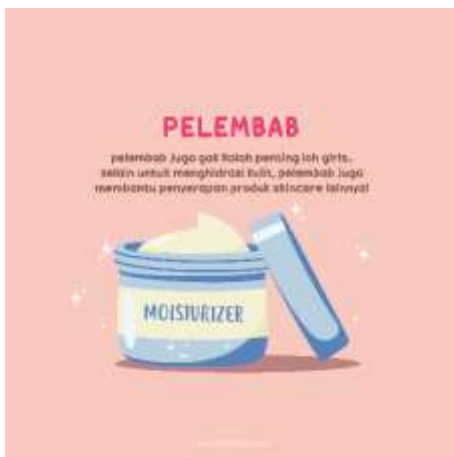 PELEMBAB
pelembab juga gak kalah penting loh girls..
selain untuk menghidrasi kulit, pelembab juga
membantu penyerapan produk skincare lainnya!
MOISTURIZER